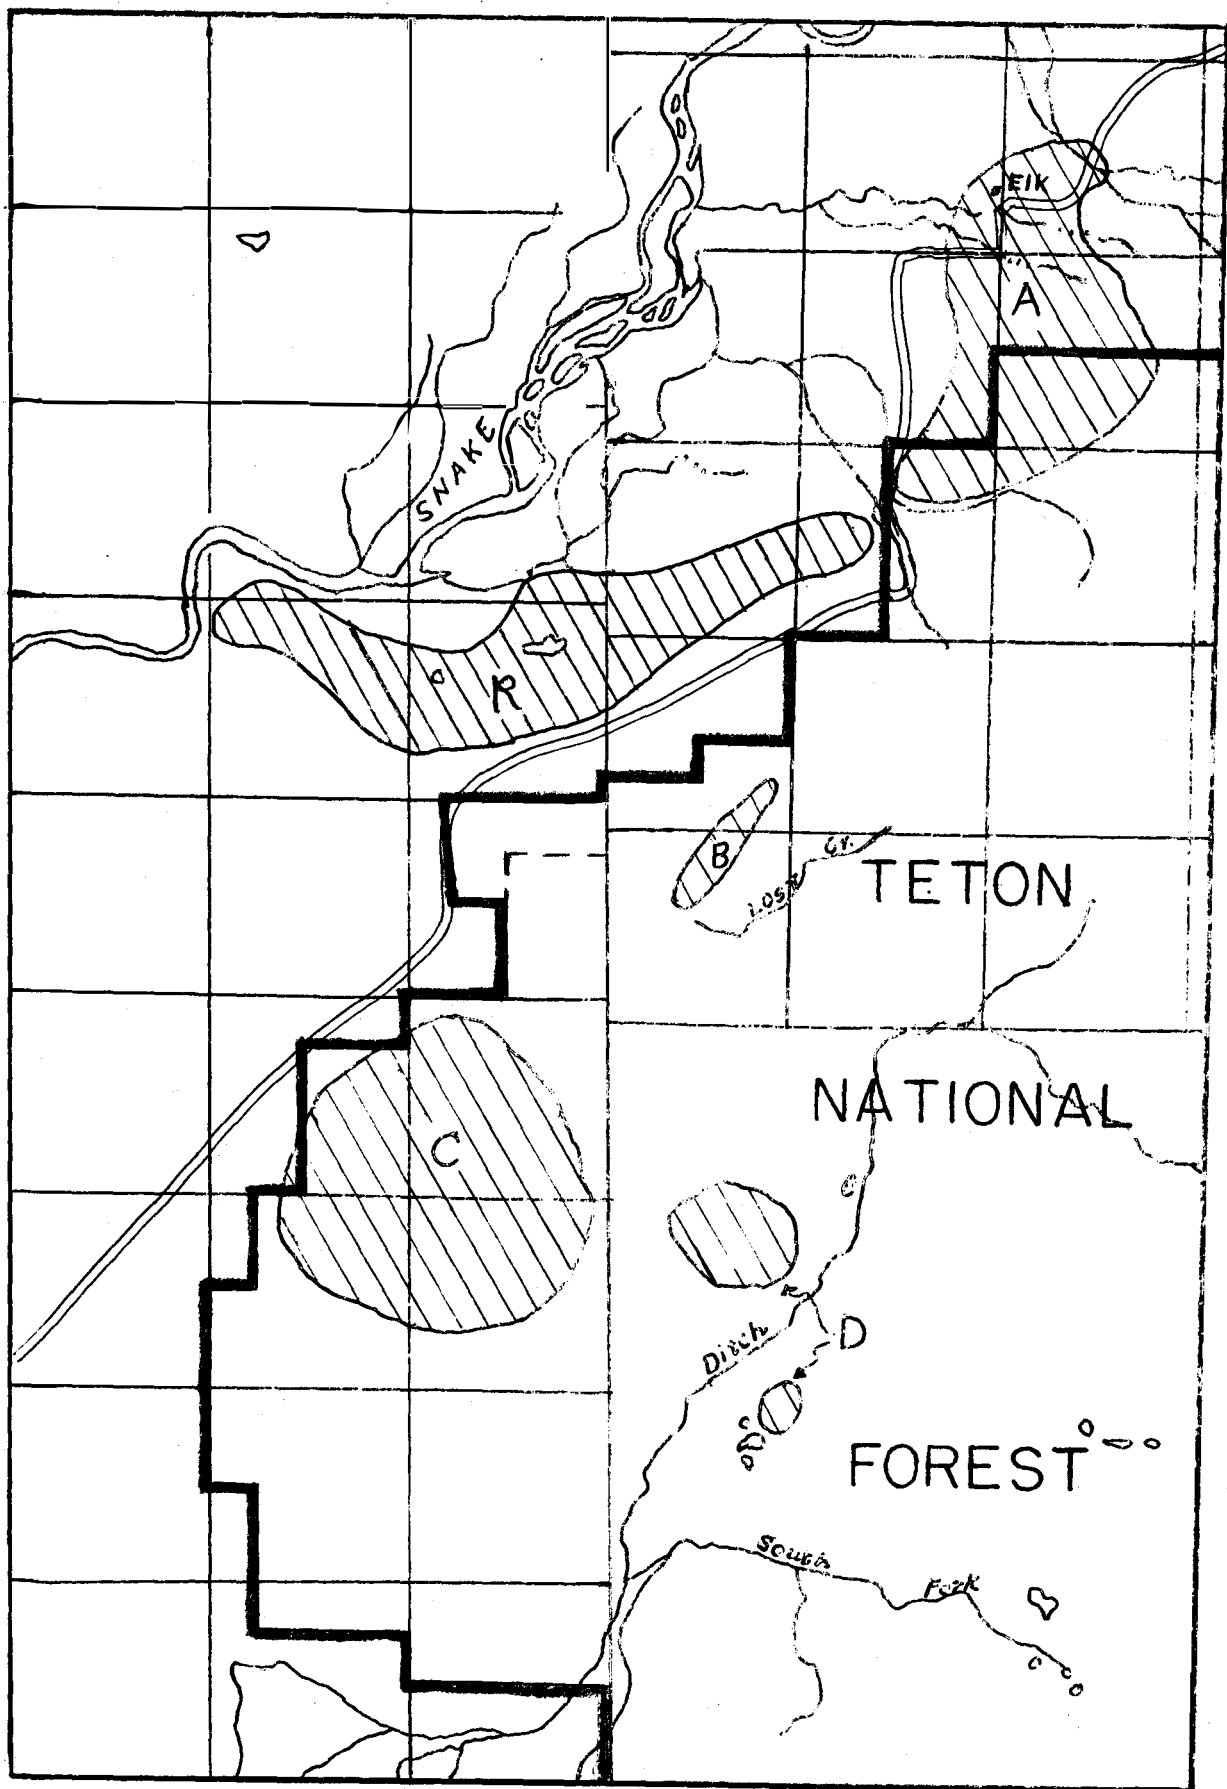 Elk
A
SNAKE
R
B
Lost Cr.
TETON
NATIONAL
C
Ditch
D
FOREST
South Fork